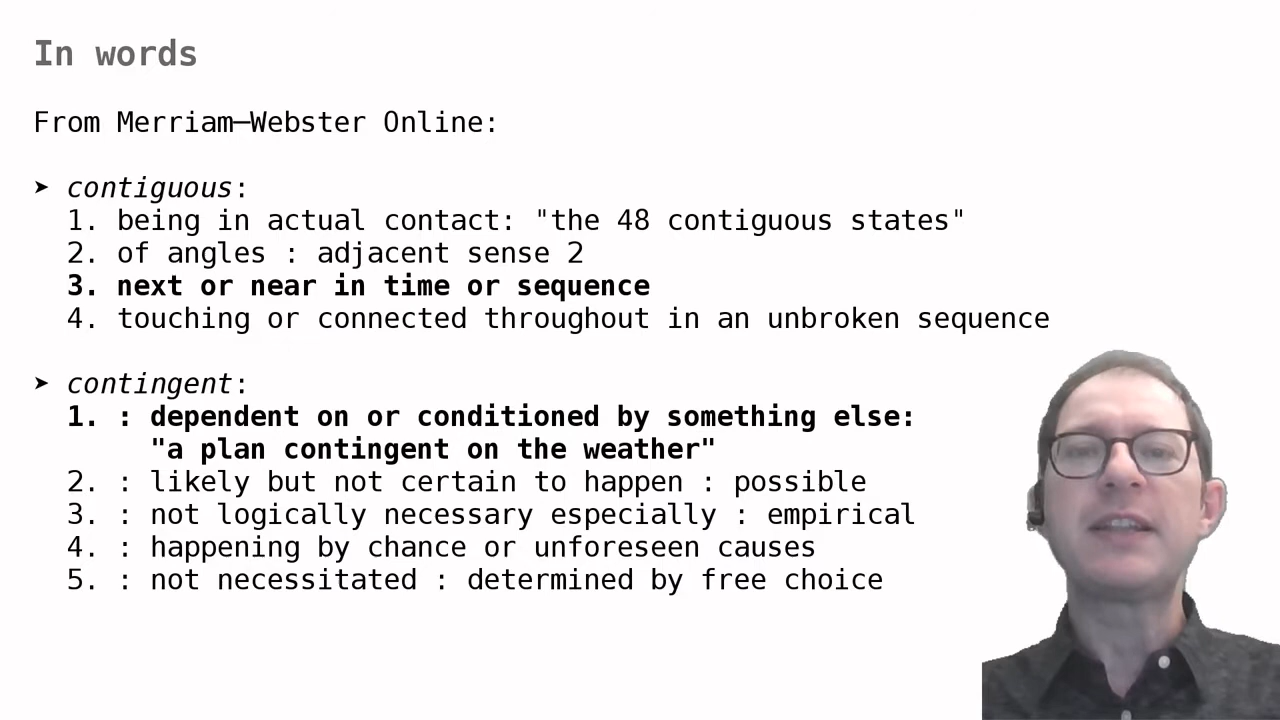 In words
From Merriam–Webster Online:
➤ contiguous:
1. being in actual contact: "the 48 contiguous states"
2. of angles : adjacent sense 2
3. next or near in time or sequence
4. touching or connected throughout in an unbroken sequence
➤ contingent:
1. : dependent on or conditioned by something else:
"a plan contingent on the weather"
2. : likely but not certain to happen : possible
3. : not logically necessary especially : empirical
4. : happening by chance or unforeseen causes
5. : not necessitated : determined by free choice